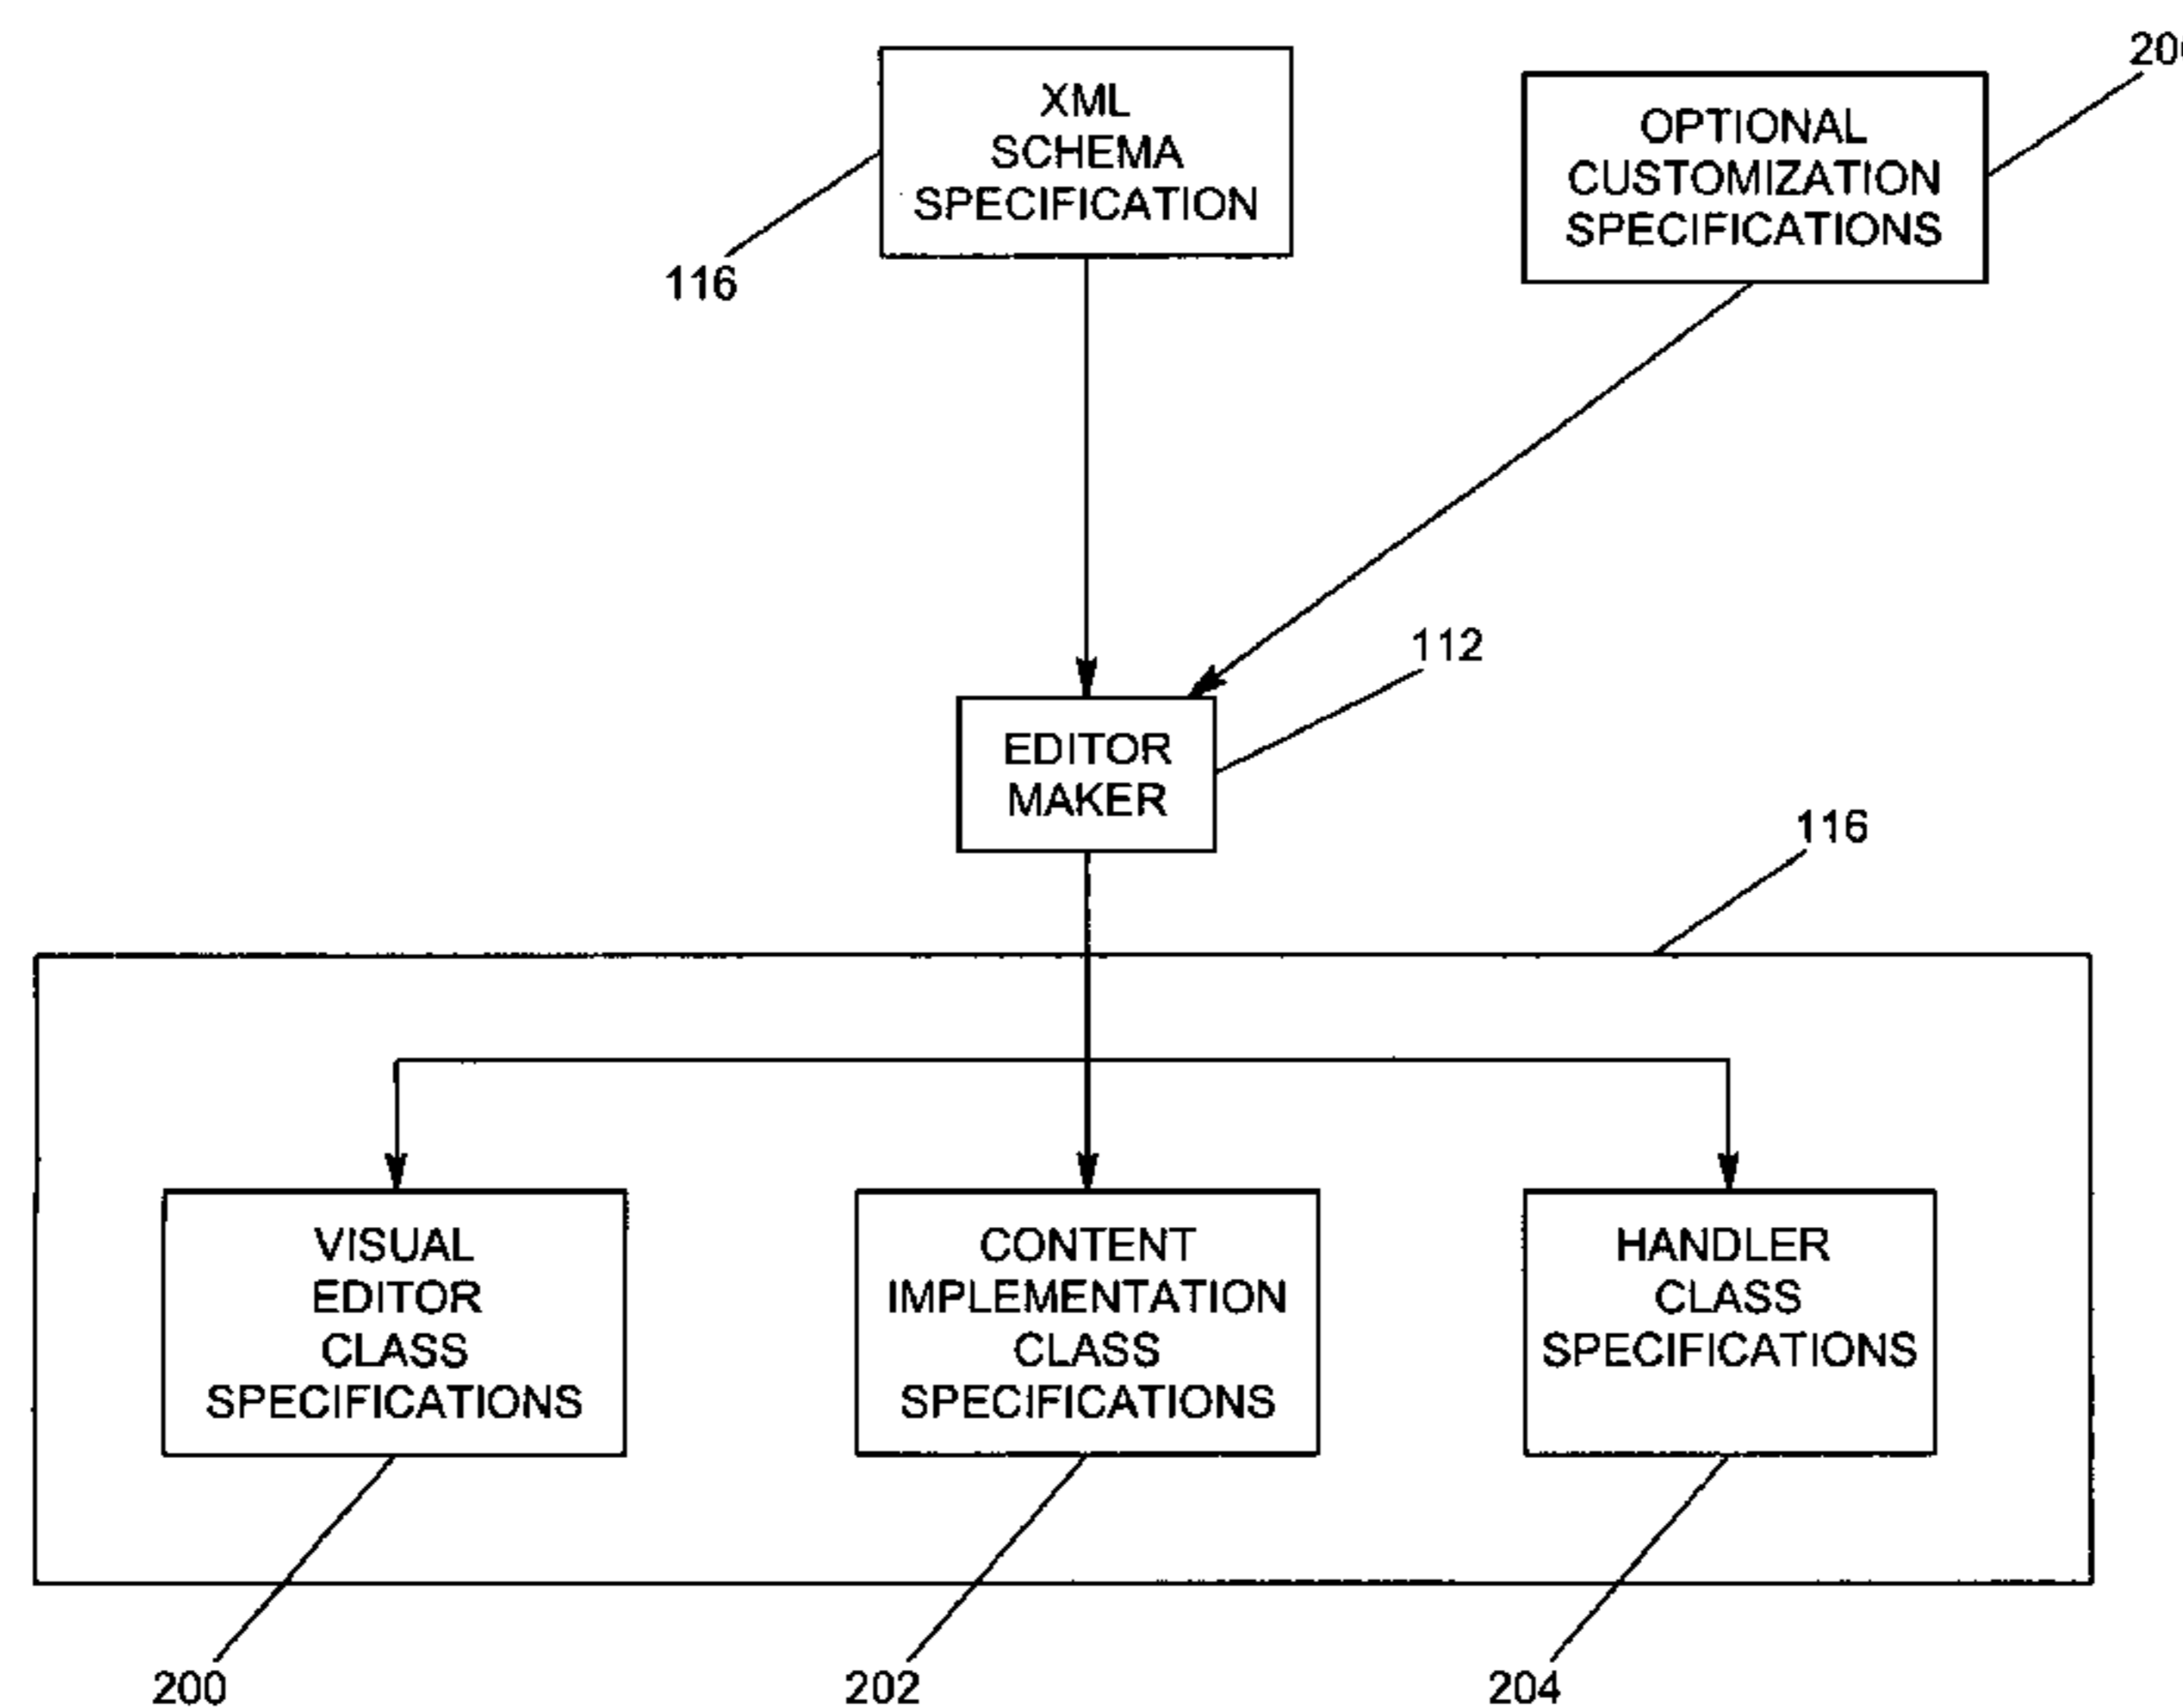 XML
SCHEMA
SPECIFICATION
116
OPTIONAL
CUSTOMIZATION
SPECIFICATIONS
112
EDITOR
MAKER
116
VISUAL
EDITOR
CLASS
SPECIFICATIONS
CONTENT
IMPLEMENTATION
CLASS
SPECIFICATIONS
HANDLER
CLASS
SPECIFICATIONS
200
202
204